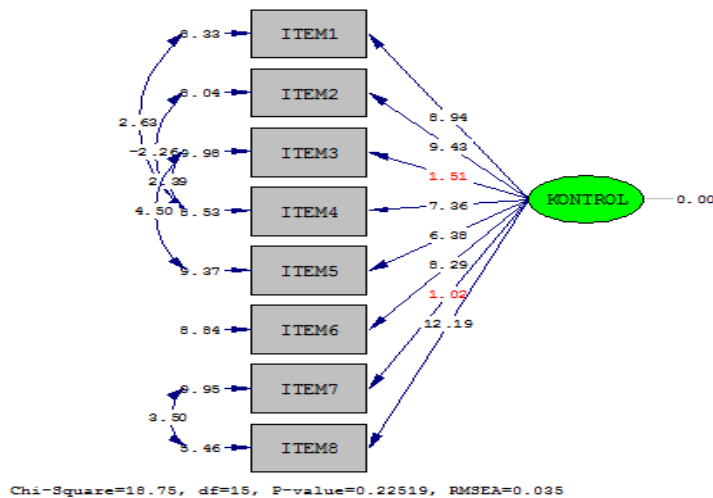 8.33 ITEM1
8.94
8.04 ITEM2
9.43
2.63
-2.26
9.98 ITEM3
1.51
2.39
4.50
8.53 ITEM4
7.36
KONTROL 0.00
6.38
9.37 ITEM5
8.29
1.02
8.84 ITEM6
12.19
9.95 ITEM7
3.50
5.46 ITEM8
Chi-Square=18.75, df=15, P-value=0.22519, RMSEA=0.035